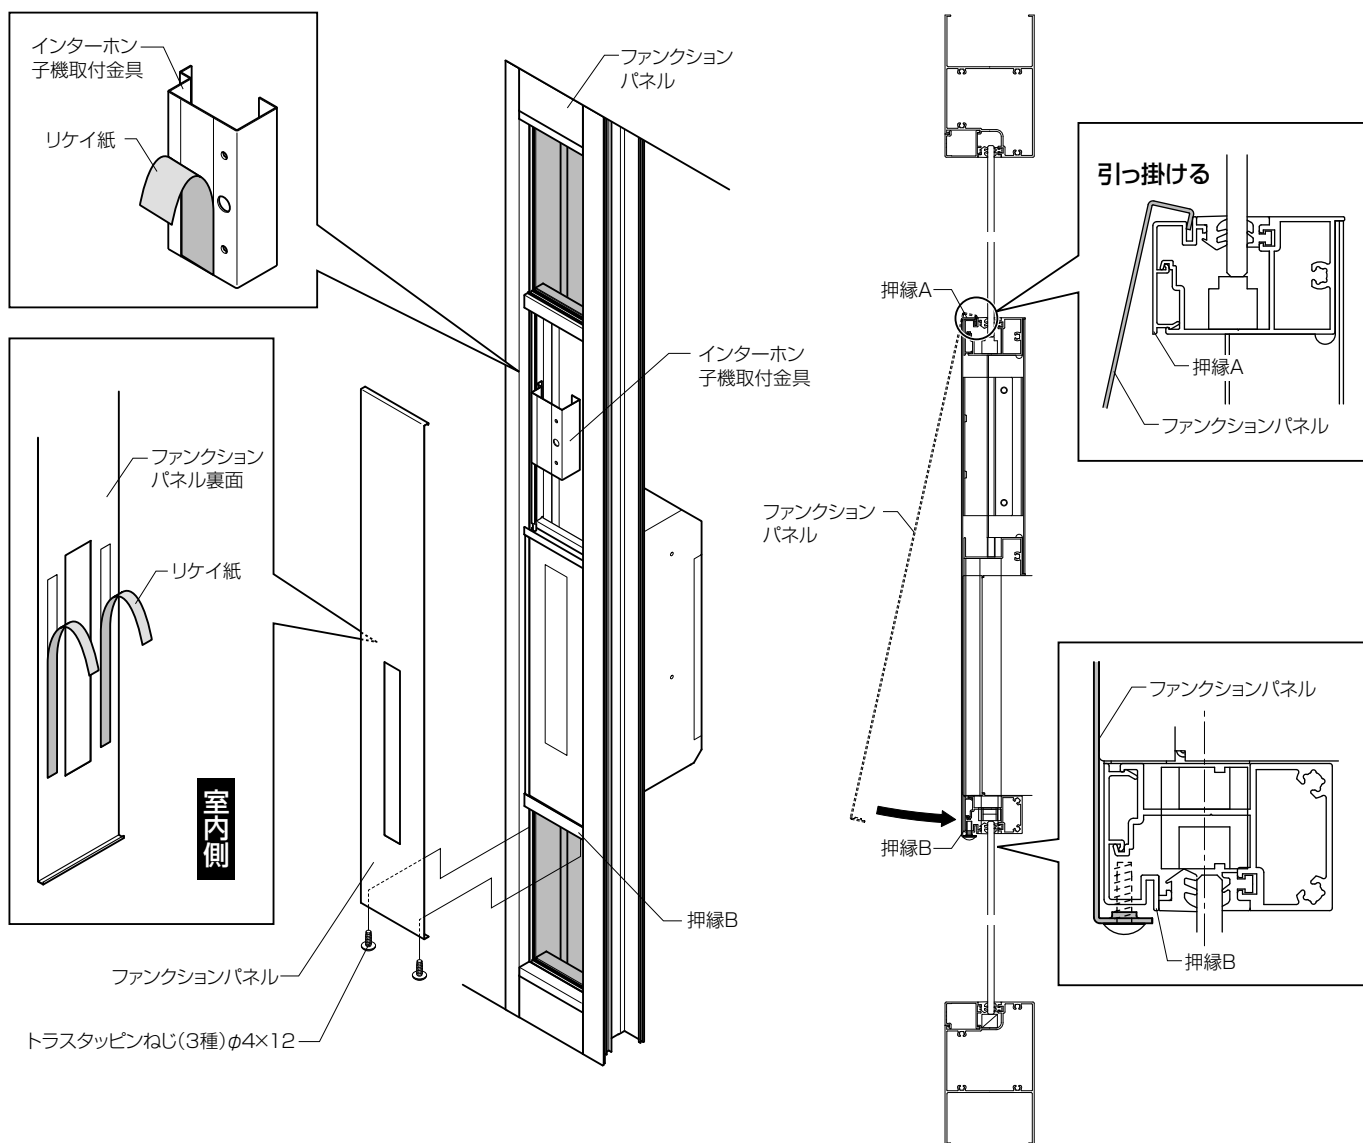 インターホン
子機取付金具
リケイ紙
ファンクション
パネル
インターホン
子機取付金具
ファンクション
パネル裏面
リケイ紙
室内側
ファンクションパネル
トラスタッピンねじ(3種)φ4×12
押縁B
引っ掛ける
押縁A
ファンクションパネル
押縁A
ファンクション
パネル
押縁B
ファンクションパネル
押縁B